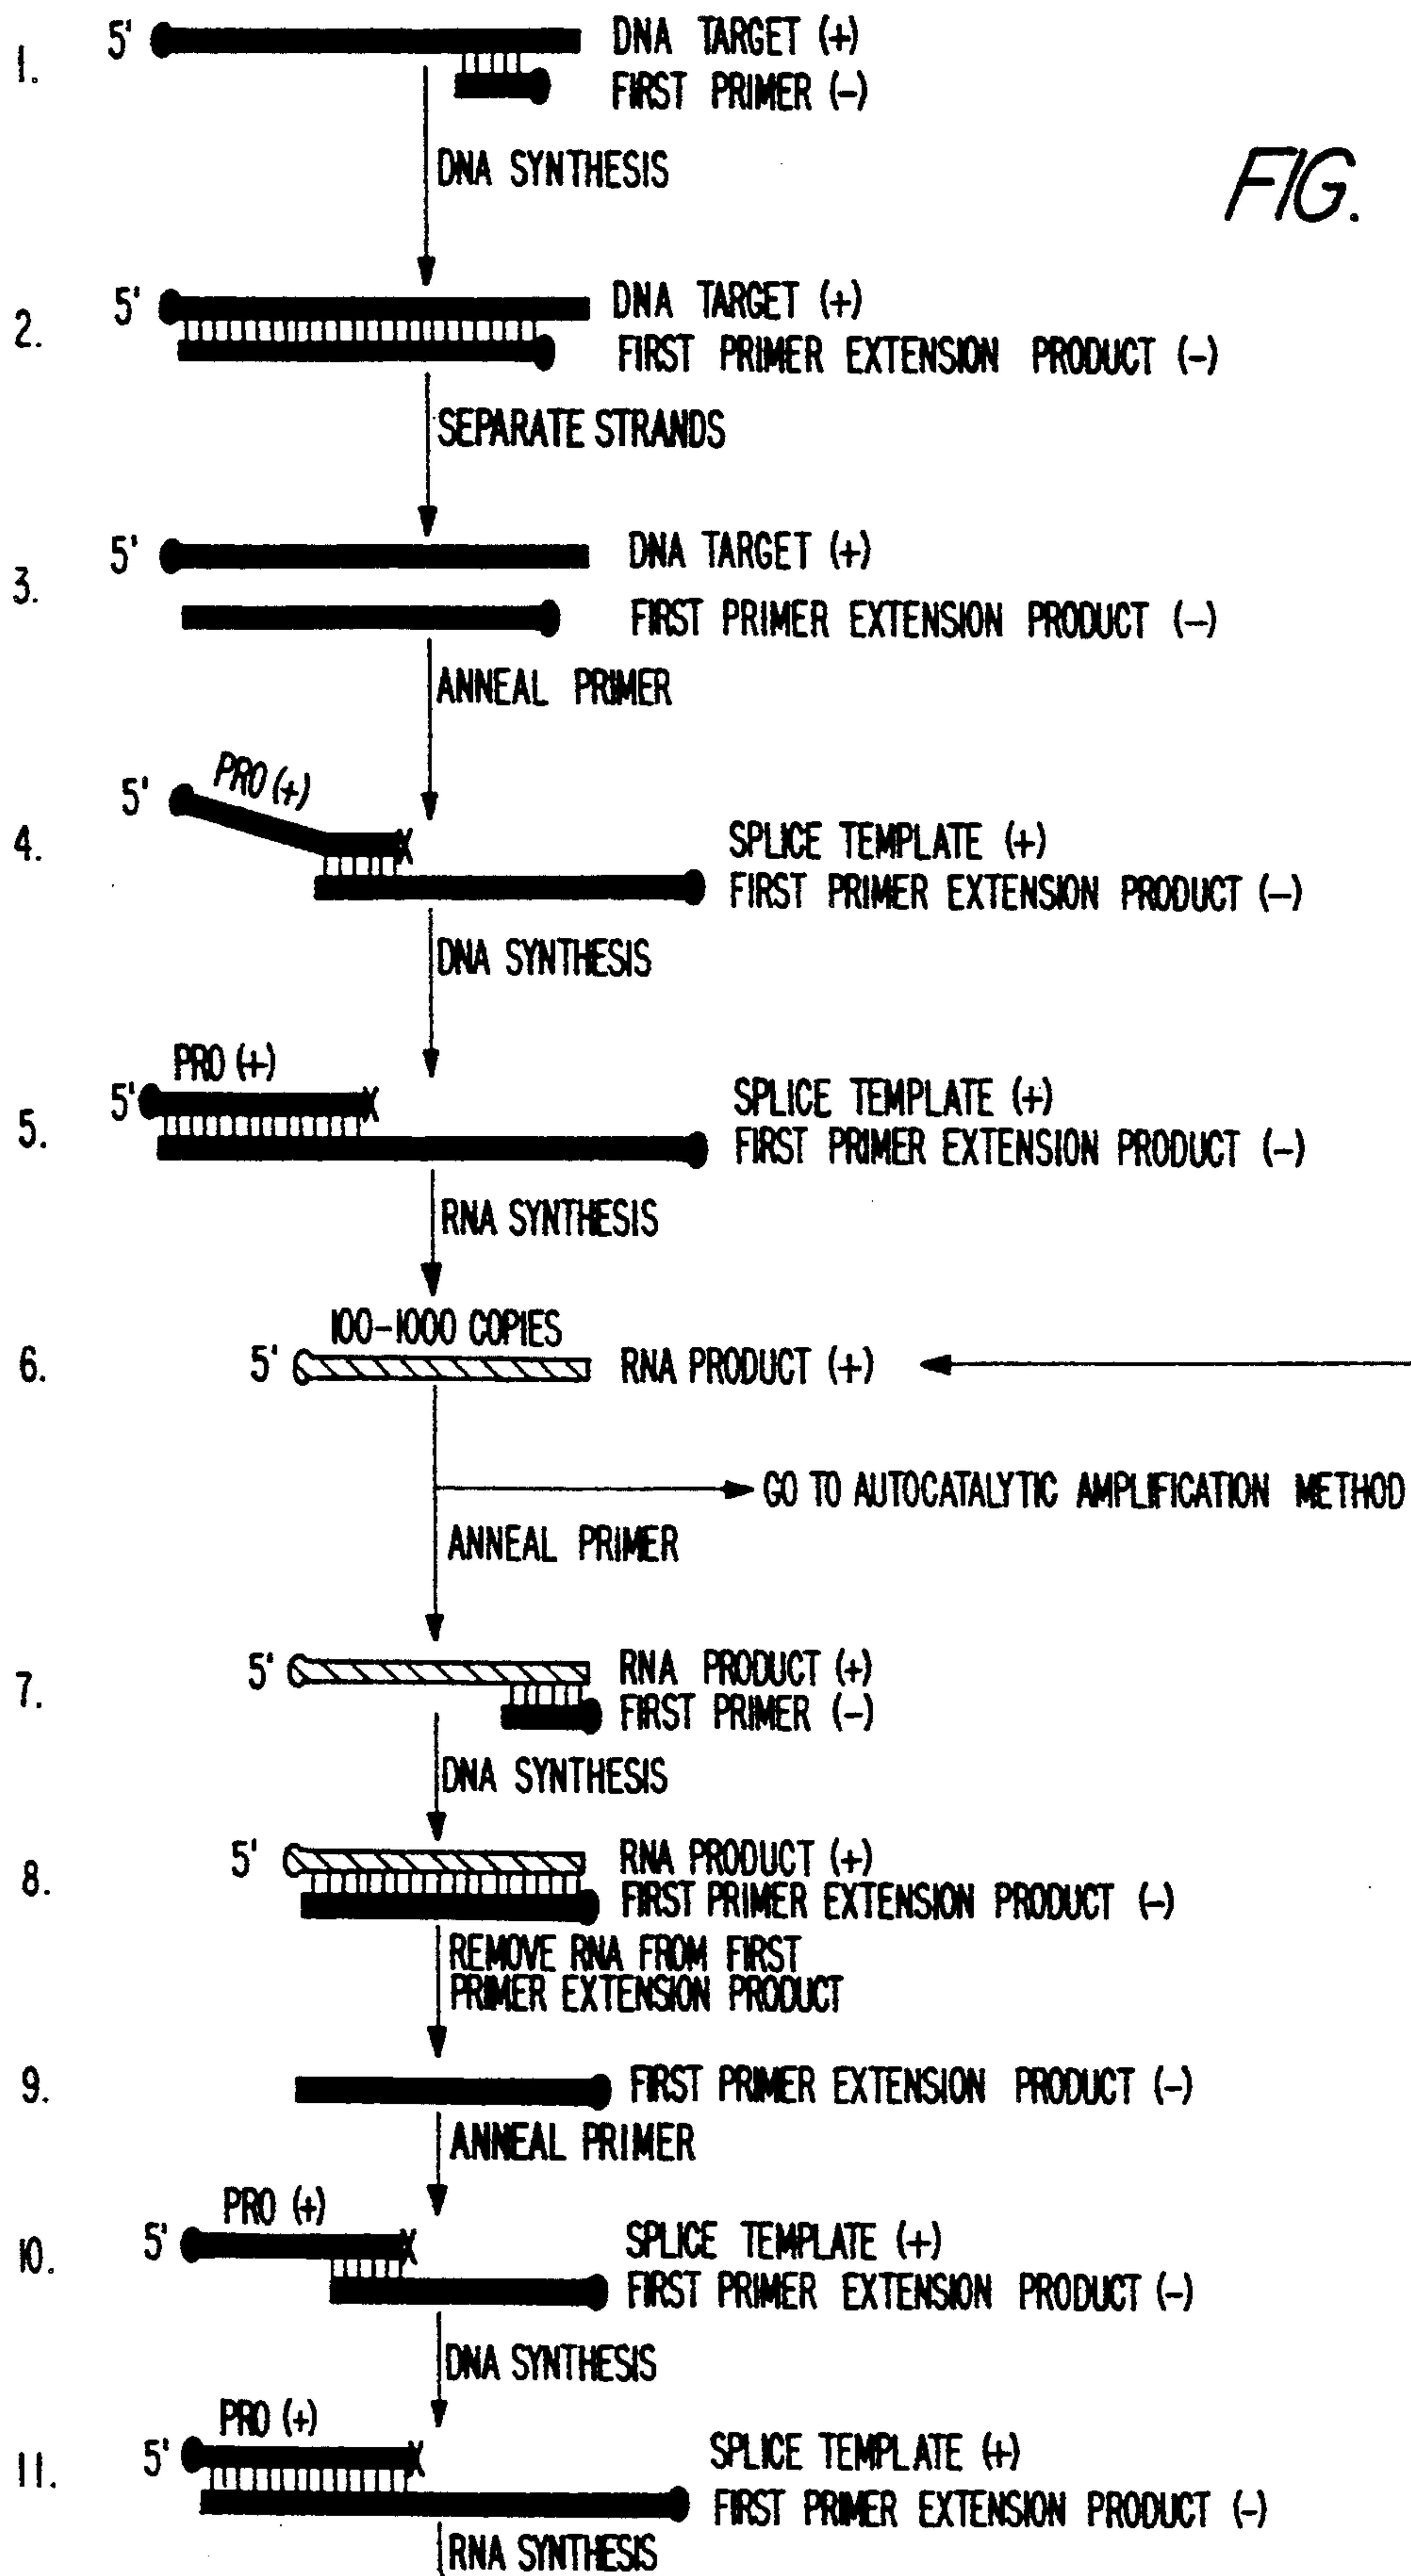 1. 5' DNA TARGET (+)
FIRST PRIMER (-)
DNA SYNTHESIS
FIG.
2. 5' DNA TARGET (+)
FIRST PRIMER EXTENSION PRODUCT (-)
SEPARATE STRANDS
3. 5' DNA TARGET (+)
FIRST PRIMER EXTENSION PRODUCT (-)
ANNEAL PRIMER
4. 5' PRO (+)
X SPLICE TEMPLATE (+)
FIRST PRIMER EXTENSION PRODUCT (-)
DNA SYNTHESIS
PRO (+)
5. 5' X SPLICE TEMPLATE (+)
FIRST PRIMER EXTENSION PRODUCT (-)
RNA SYNTHESIS
100-1000 COPIES
6. 5' RNA PRODUCT (+)
GO TO AUTOCATALYTIC AMPLIFICATION METHOD
ANNEAL PRIMER
7. 5' RNA PRODUCT (+)
FIRST PRIMER (-)
DNA SYNTHESIS
8. 5' RNA PRODUCT (+)
FIRST PRIMER EXTENSION PRODUCT (-)
REMOVE RNA FROM FIRST
PRIMER EXTENSION PRODUCT
9. FIRST PRIMER EXTENSION PRODUCT (-)
ANNEAL PRIMER
PRO (+)
10. 5' X SPLICE TEMPLATE (+)
FIRST PRIMER EXTENSION PRODUCT (-)
DNA SYNTHESIS
PRO (+)
11. 5' X SPLICE TEMPLATE (+)
FIRST PRIMER EXTENSION PRODUCT (-)
RNA SYNTHESIS